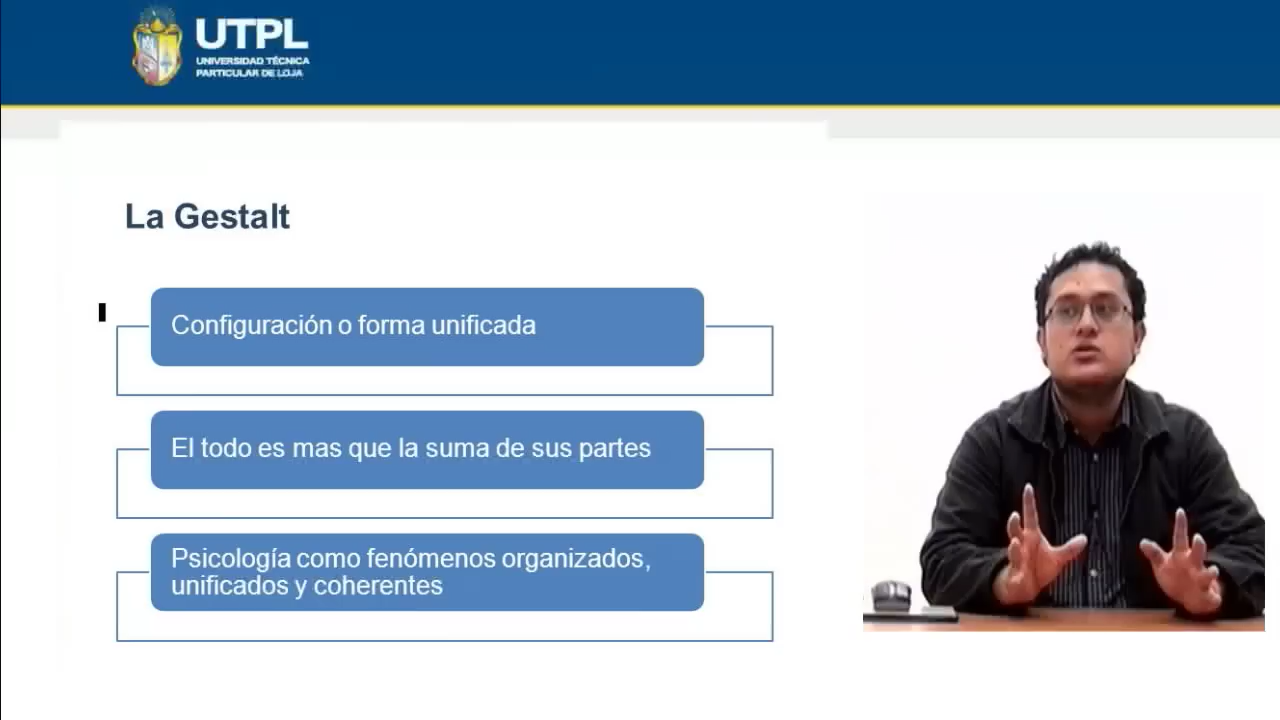 UTPL
UNIVERSIDAD TÉCNICA
PARTICULAR DE LOJA
La Gestalt
Configuración o forma unificada
El todo es mas que la suma de sus partes
Psicología como fenómenos organizados,
unificados y coherentes